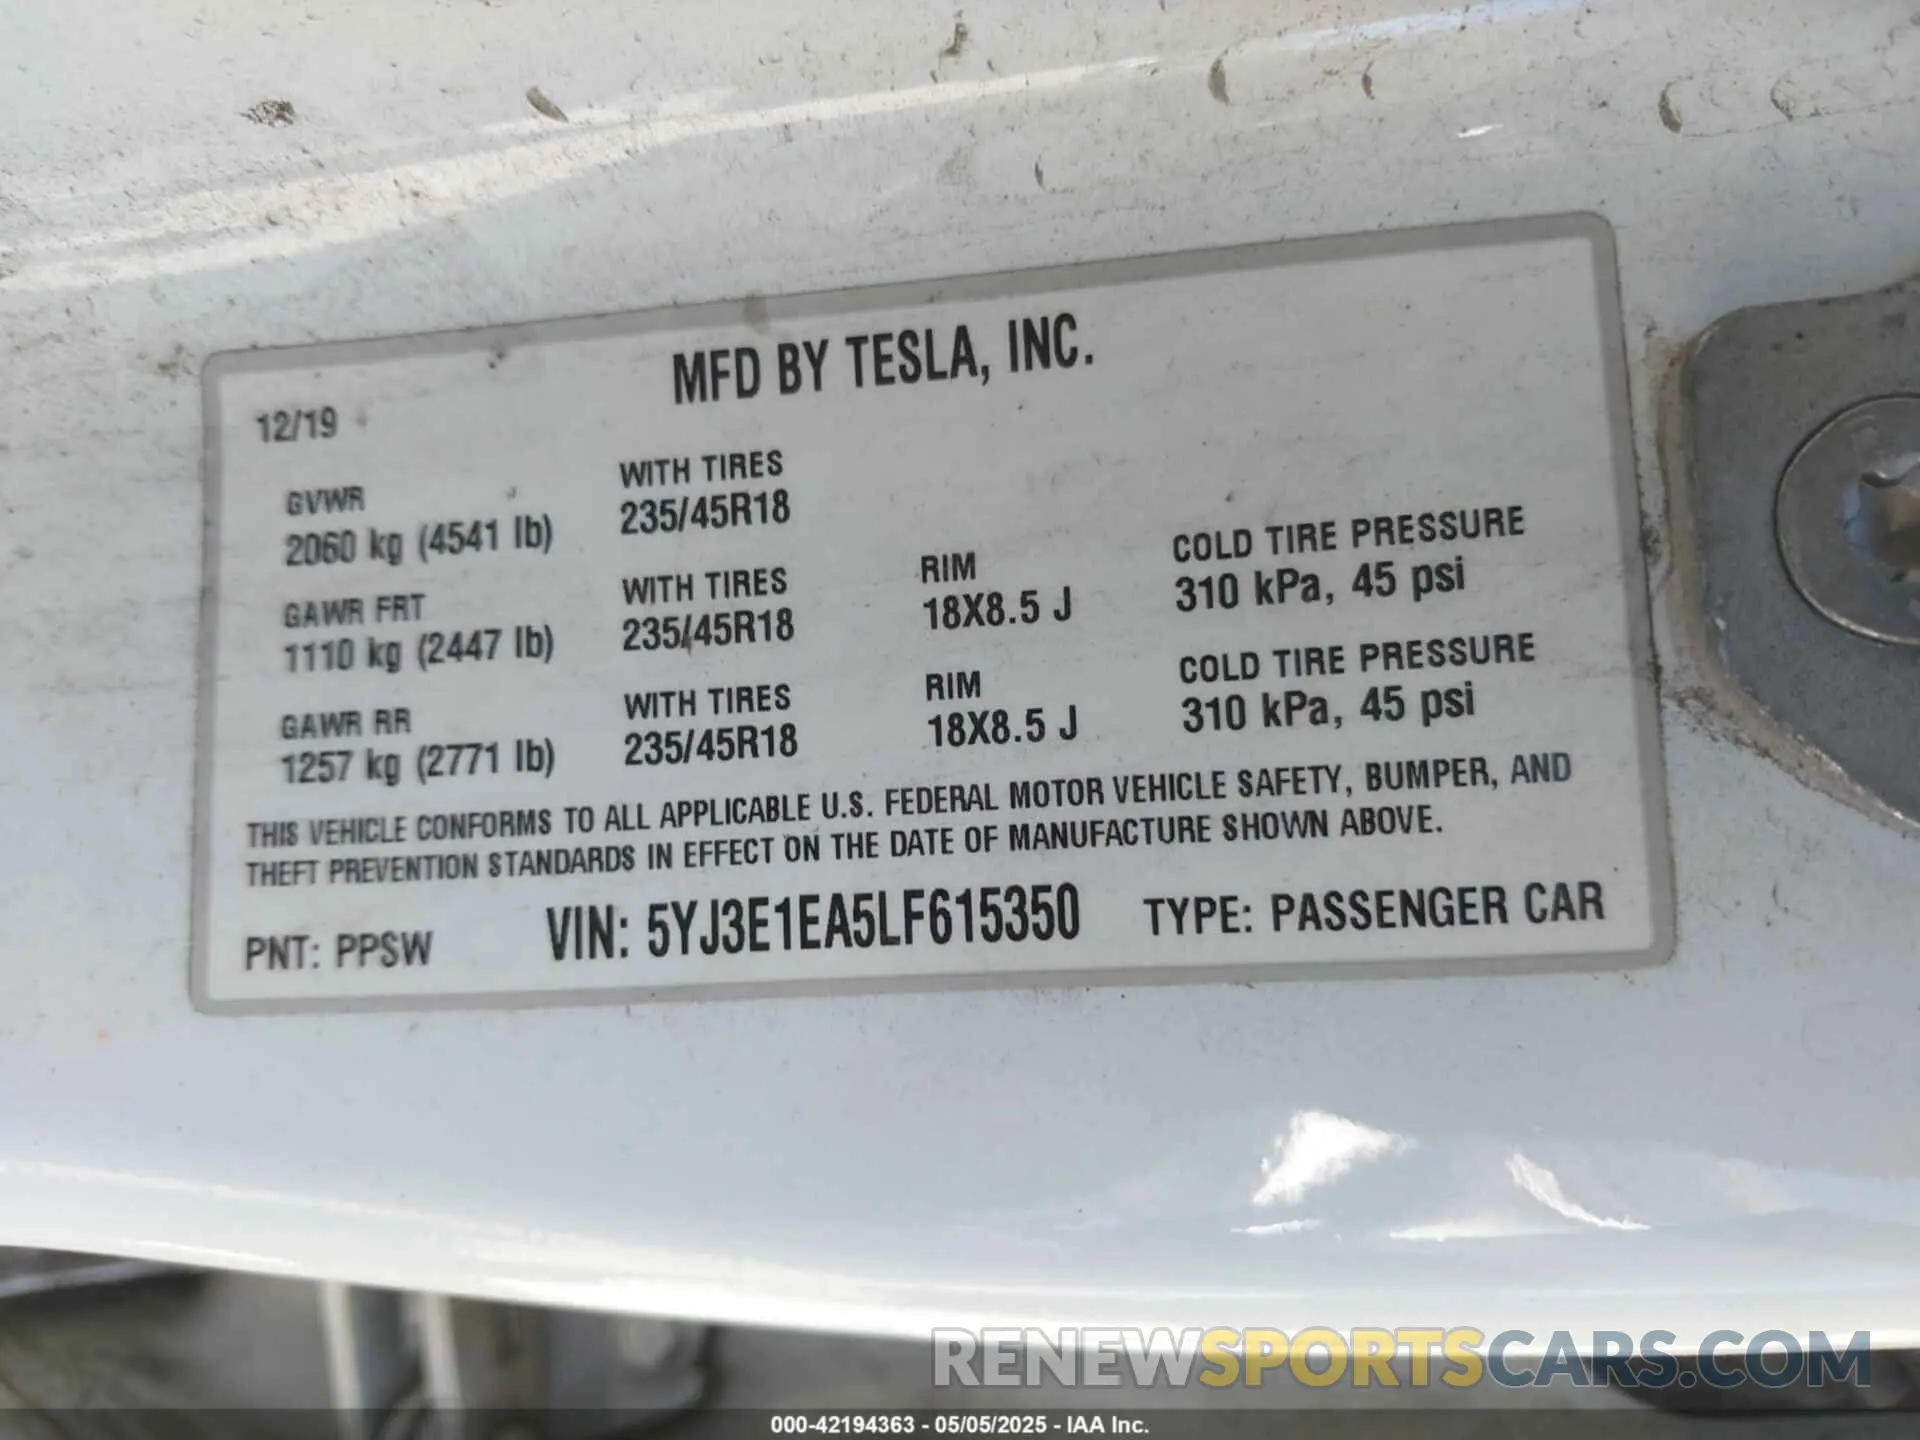 MFD BY TESLA, INC.
12/19
GVWR
2060 kg (4541 lb)
WITH TIRES
235/45R18
GAWR FRT
1110 kg (2447 lb)
WITH TIRES
235/45R18
RIM
18X8.5 J
COLD TIRE PRESSURE
310 kPa, 45 psi
GAWR RR
1257 kg (2771 lb)
WITH TIRES
235/45R18
RIM
18X8.5 J
COLD TIRE PRESSURE
310 kPa, 45 psi
THIS VEHICLE CONFORMS TO ALL APPLICABLE U.S. FEDERAL MOTOR VEHICLE SAFETY, BUMPER, AND
THEFT PREVENTION STANDARDS IN EFFECT ON THE DATE OF MANUFACTURE SHOWN ABOVE.
PNT: PPSW
VIN: 5YJ3E1EA5LF615350
TYPE: PASSENGER CAR
RENEWSPORTSCARS.COM
000-42194363 - 05/05/2025 - IAA Inc.